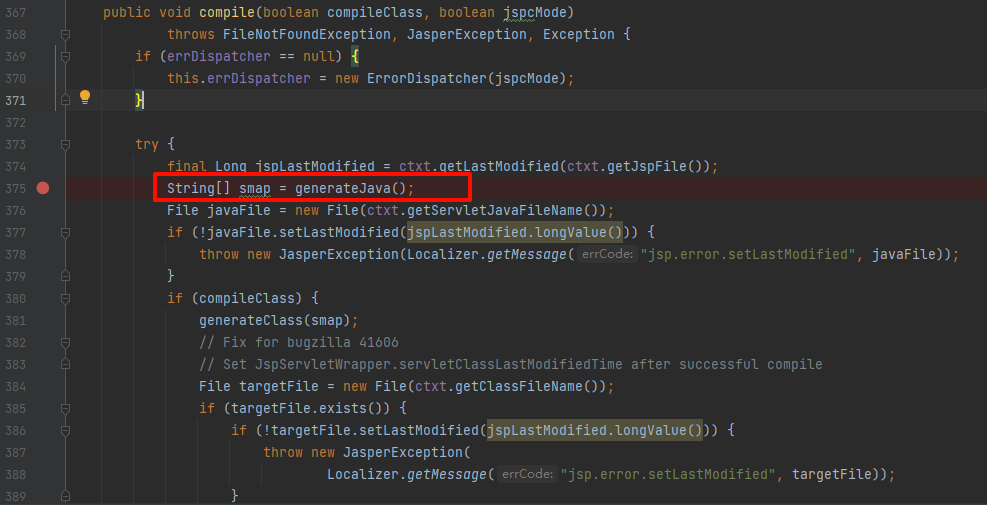 367 public void compile(boolean compileClass, boolean jspcMode)
368 throws FileNotFoundException, JasperException, Exception {
369 if (errDispatcher == null) {
370 this.errDispatcher = new ErrorDispatcher(jspcMode);
371 }
372
373 try {
374 final Long jspLastModified = ctxt.getLastModified(ctxt.getJspFile());
375 String[] smap = generateJava();
376 File javaFile = new File(ctxt.getServletJavaFileName());
377 if (!javaFile.setLastModified(jspLastModified.longValue())) {
378 throw new JasperException(Localizer.getMessage( errCode: "jsp.error.setLastModified", javaFile));
379 }
380 if (compileClass) {
381 generateClass(smap);
382 // Fix for bugzilla 41606
383 // Set JspServletWrapper.servletClassLastModifiedTime after successful compile
384 File targetFile = new File(ctxt.getClassFileName());
385 if (targetFile.exists()) {
386 if (!targetFile.setLastModified(jspLastModified.longValue())) {
387 throw new JasperException(
388 Localizer.getMessage( errCode: "jsp.error.setLastModified", targetFile));
389 }